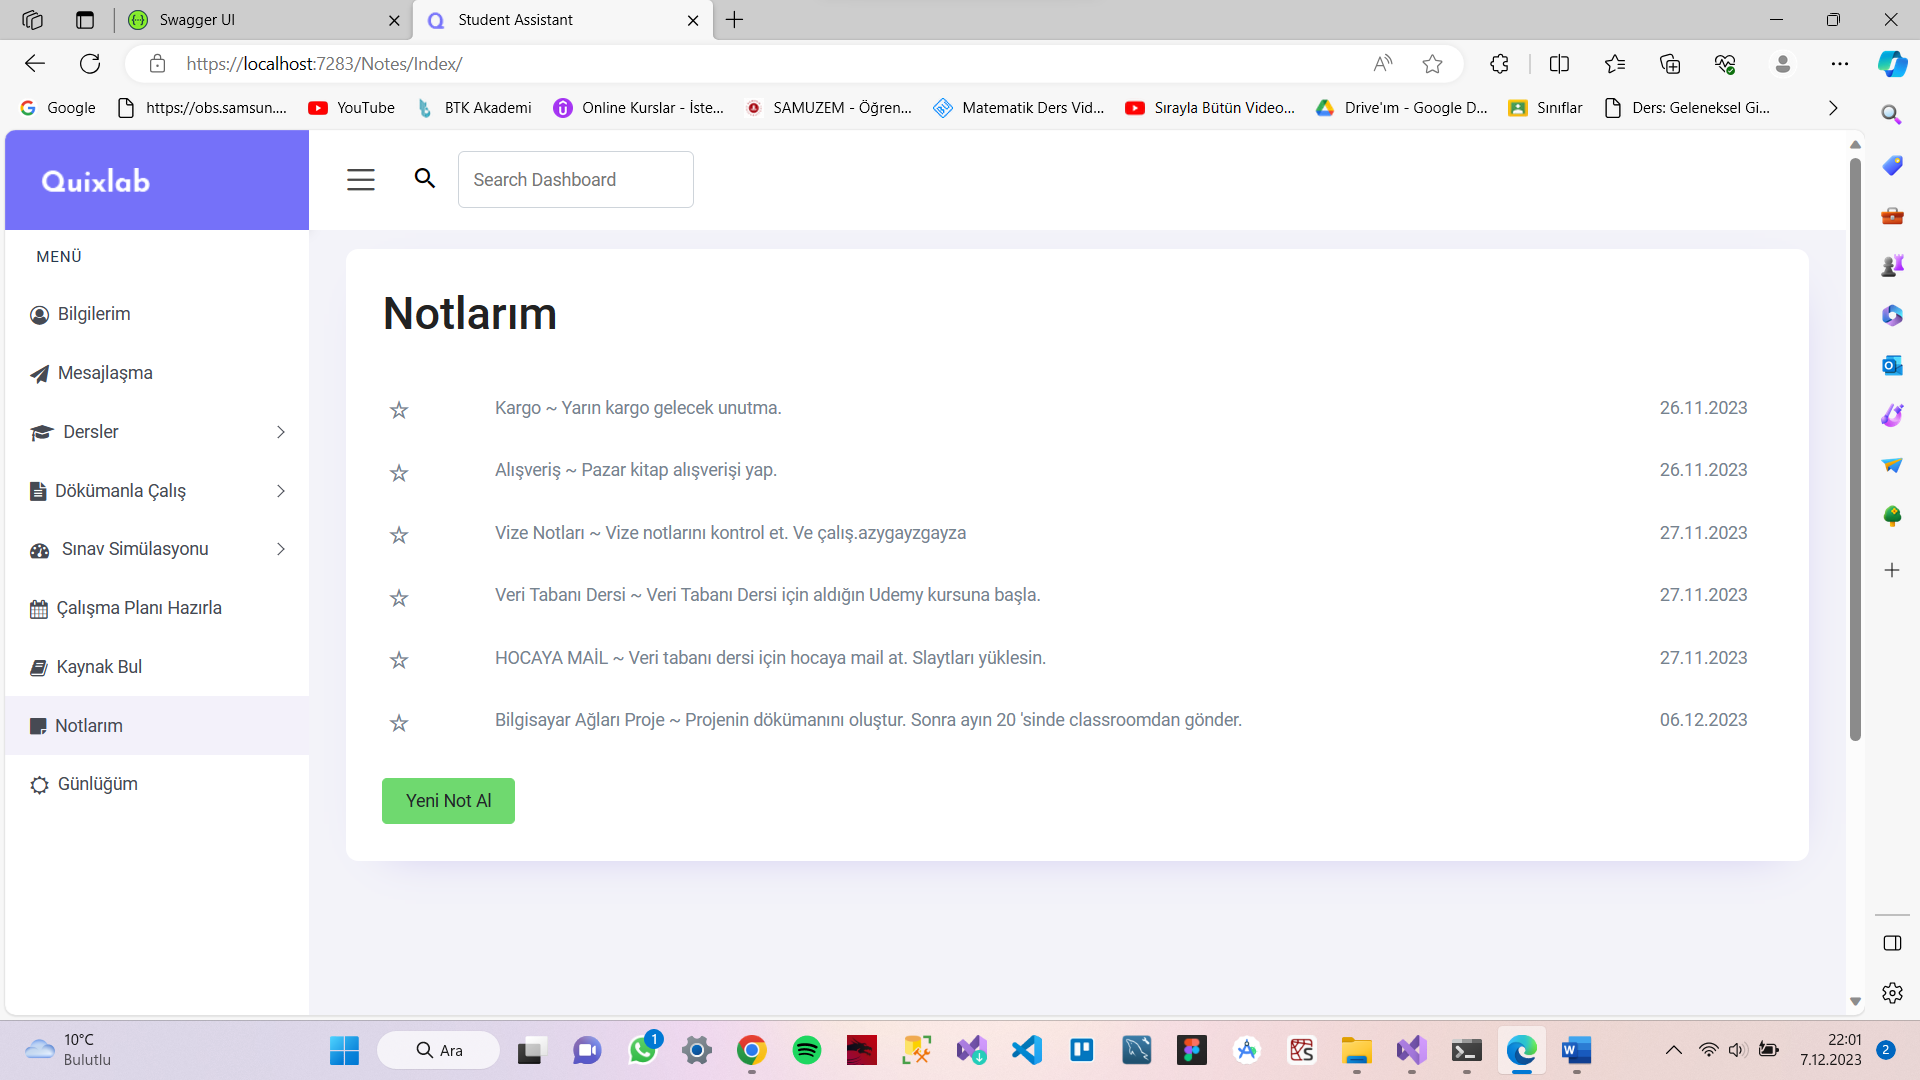 Swagger UI
Student Assistant
https://localhost:7283/Notes/Index/
Google
https://obs.samsun....
YouTube
BTK Akademi
Online Kurslar - İste...
SAMUZEM - Öğren...
Matematik Ders Vid...
Sırayla Bütün Video...
Drive'ım - Google D...
Sınıflar
Ders: Geleneksel Gi...
Quixlab
Search Dashboard
MENÜ
Bilgilerim
Mesajlaşma
Dersler
Dökümanla Çalış
Sınav Simülasyonu
Çalışma Planı Hazırla
Kaynak Bul
Notlarım
Günlüğüm
Notlarım
Kargo ~ Yarın kargo gelecek unutma. 26.11.2023
Alışveriş ~ Pazar kitap alışverişi yap. 26.11.2023
Vize Notları ~ Vize notlarını kontrol et. Ve çalış.azygayzgayza 27.11.2023
Veri Tabanı Dersi ~ Veri Tabanı Dersi için aldığın Udemy kursuna başla. 27.11.2023
HOCAYA MAİL ~ Veri tabanı dersi için hocaya mail at. Slaytları yüklesin. 27.11.2023
Bilgisayar Ağları Proje ~ Projenin dökümanını oluştur. Sonra ayın 20 'sinde classroomdan gönder. 06.12.2023
Yeni Not Al
10°C
Bulutlu
Ara
1
22:01
7.12.2023
2